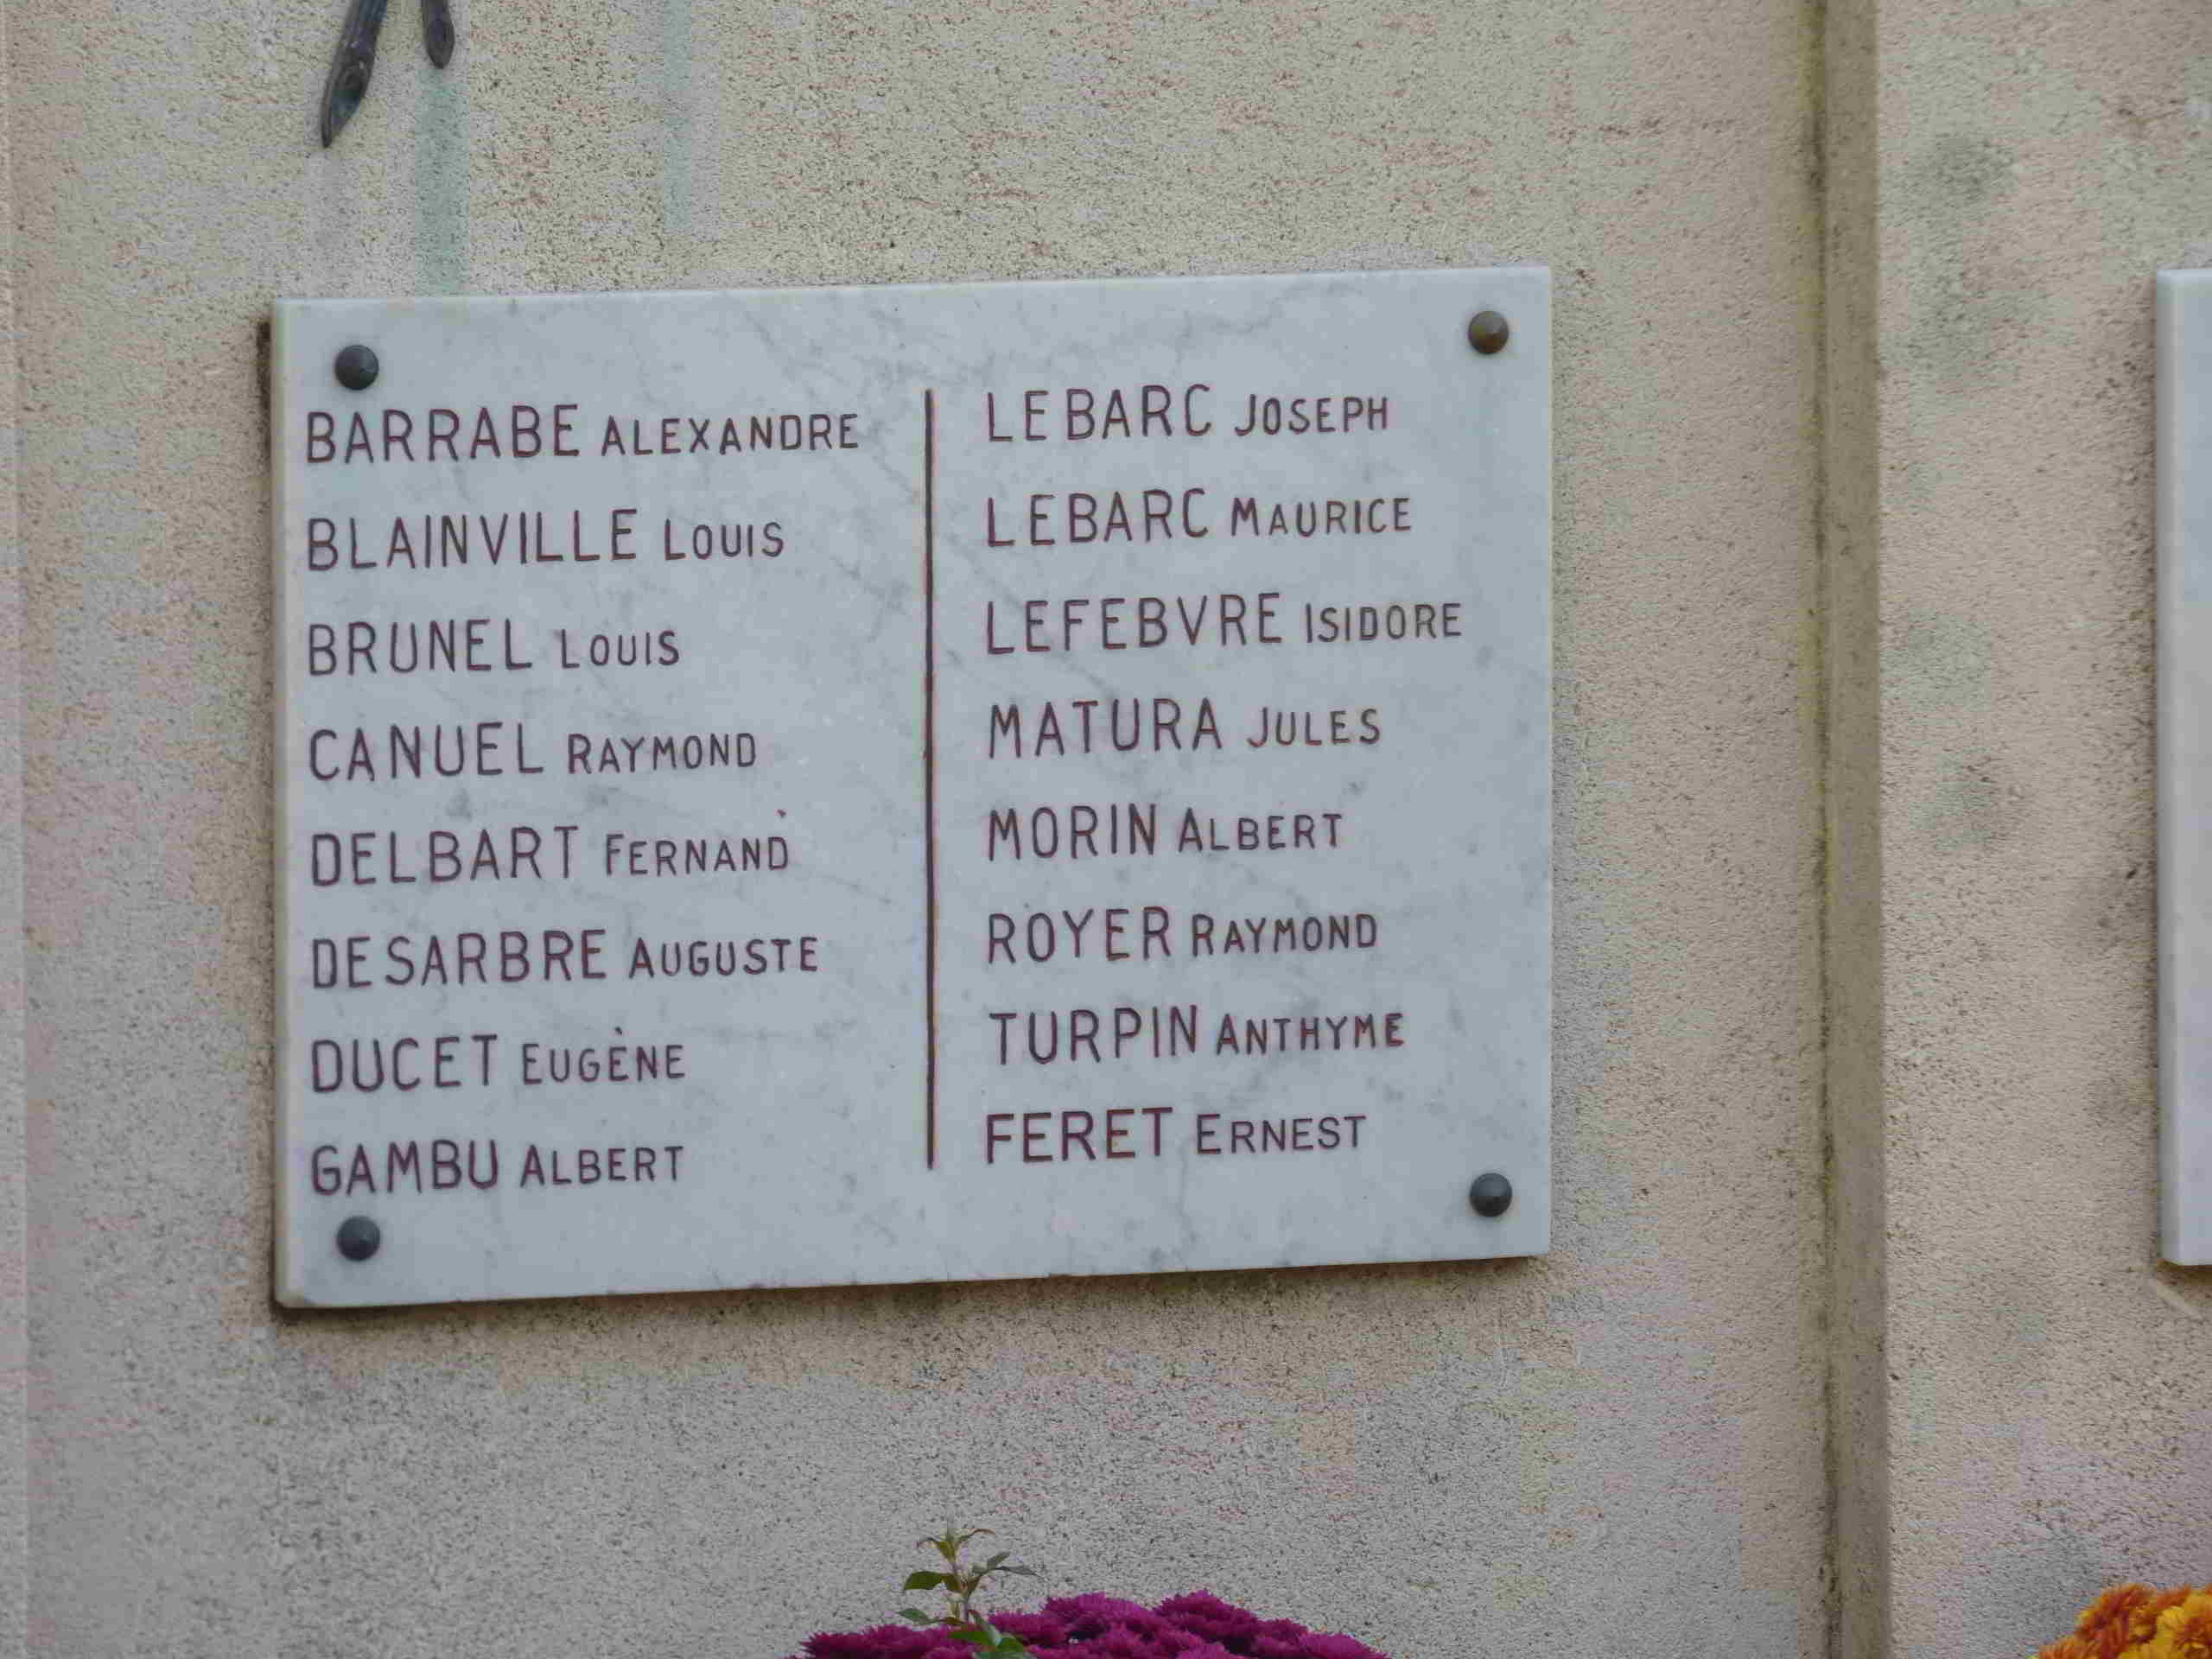 BARRABE ALEXANDRE
BLAINVILLE LOUIS
BRUNEL LOUIS
CANUEL RAYMOND
DELBART FERNAND
DESARBRE AUGUSTE
DUCET EUGÈNE
GAMBU ALBERT
LEBARC JOSEPH
LEBARC MAURICE
LEFEBVRE ISIDORE
MATURA JULES
MORIN ALBERT
ROYER RAYMOND
TURPIN ANTHYME
FERET ERNEST